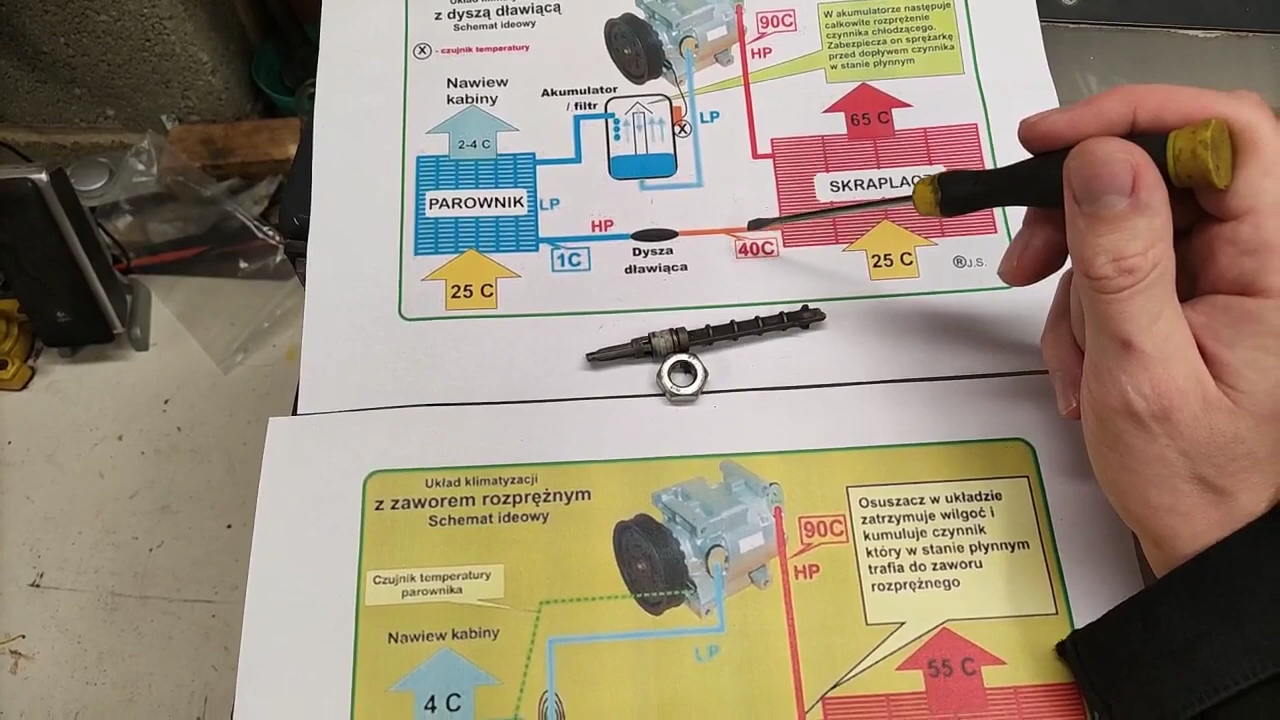 Układ klimatyzacji
z dyszą dławiącą
Schemat ideowy
X - czujnik temperatury
Nawiew
kabiny
2-4 C
Akumulator
/ filtr
X
LP
90C
HP
W akumulatorze następuje
całkowite rozprężenie
czynnika chłodzącego.
Zabezpiecza on sprężarkę
przed dopływem czynnika
w stanie płynnym
65 C
PAROWNIK
LP
SKRAPLACZ
HP
1C
Dysza
dławiąca
40C
25 C
25 C
®J.S.
Układ klimatyzacji
z zaworem rozprężnym
Schemat ideowy
Czujnik temperatury
parownika
Nawiew kabiny
4 C
LP
90C
HP
Osuszacz w układzie
zatrzymuje wilgoć i
kumuluje czynnik
który w stanie płynnym
trafia do zaworu
rozprężnego
55 C